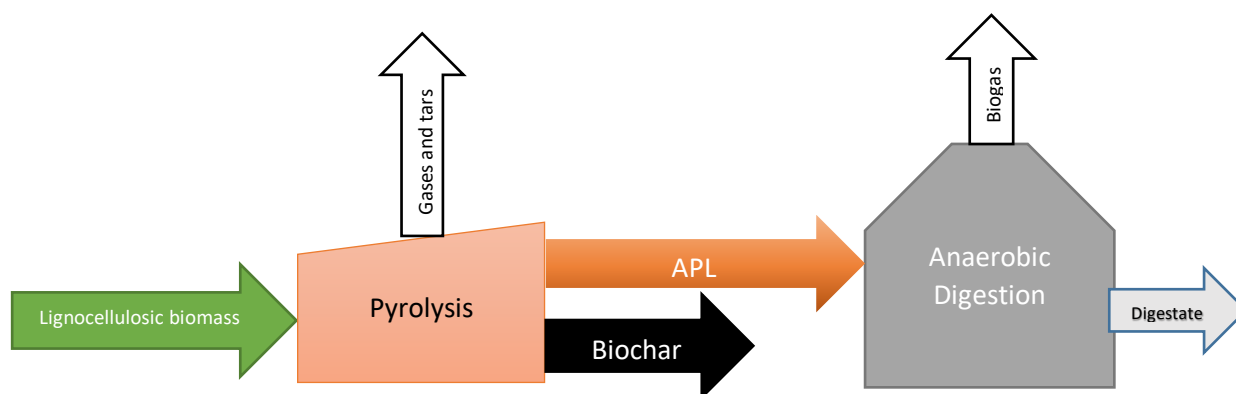 Gases and tars
Biogas
Lignocellulosic biomass
Pyrolysis
APL
Biochar
Anaerobic
Digestion
Digestate